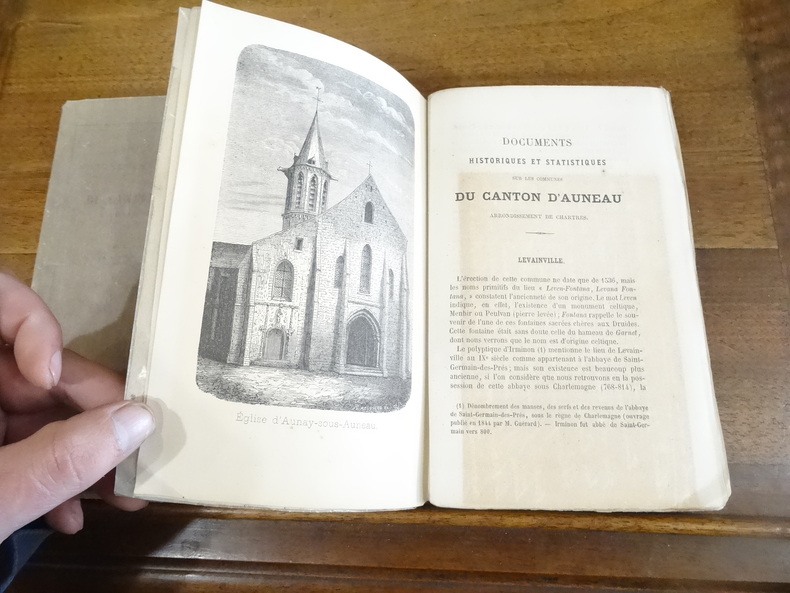 Église d'Aunay-sous-Auneau.
DOCUMENTS
HISTORIQUES ET STATISTIQUES
SUR LES COMMUNES
DU CANTON D'AUNEAU
ARRONDISSEMENT DE CHARTRES.
LEVAINVILLE.
L'érection de cette commune ne date que de 1536, mais
les noms primitifs du lieu « Levea-Fontana, Levana Fon-
tana, » constatent l'ancienneté de son origine. Le mot Levea
indique, en effet, l'existence d'un monument celtique,
Menhir ou Peulvan (pierre levée); Fontana rappelle le sou-
venir de l'une de ces fontaines sacrées chères aux Druides.
Cette fontaine était sans doute celle du hameau de Garnet,
dont nous verrons que le nom est d'origine celtique.
Le polyptique d'Irminon (1) mentionne le lieu de Levain-
ville au IXe siècle comme appartenant à l'abbaye de Saint-
Germain-des-Prés; mais son existence est beaucoup plus
ancienne, si l'on considère que nous retrouvons en la pos-
session de cette abbaye sous Charlemagne (768-814), la
(1) Dénombrement des manses, des serfs et des revenus de l'abbaye
de Saint-Germain-des-Prés, sous le règne de Charlemagne (ouvrage
publié en 1844 par M. Guérard). — Irminon fut abbé de Saint-Ger-
main vers 800.